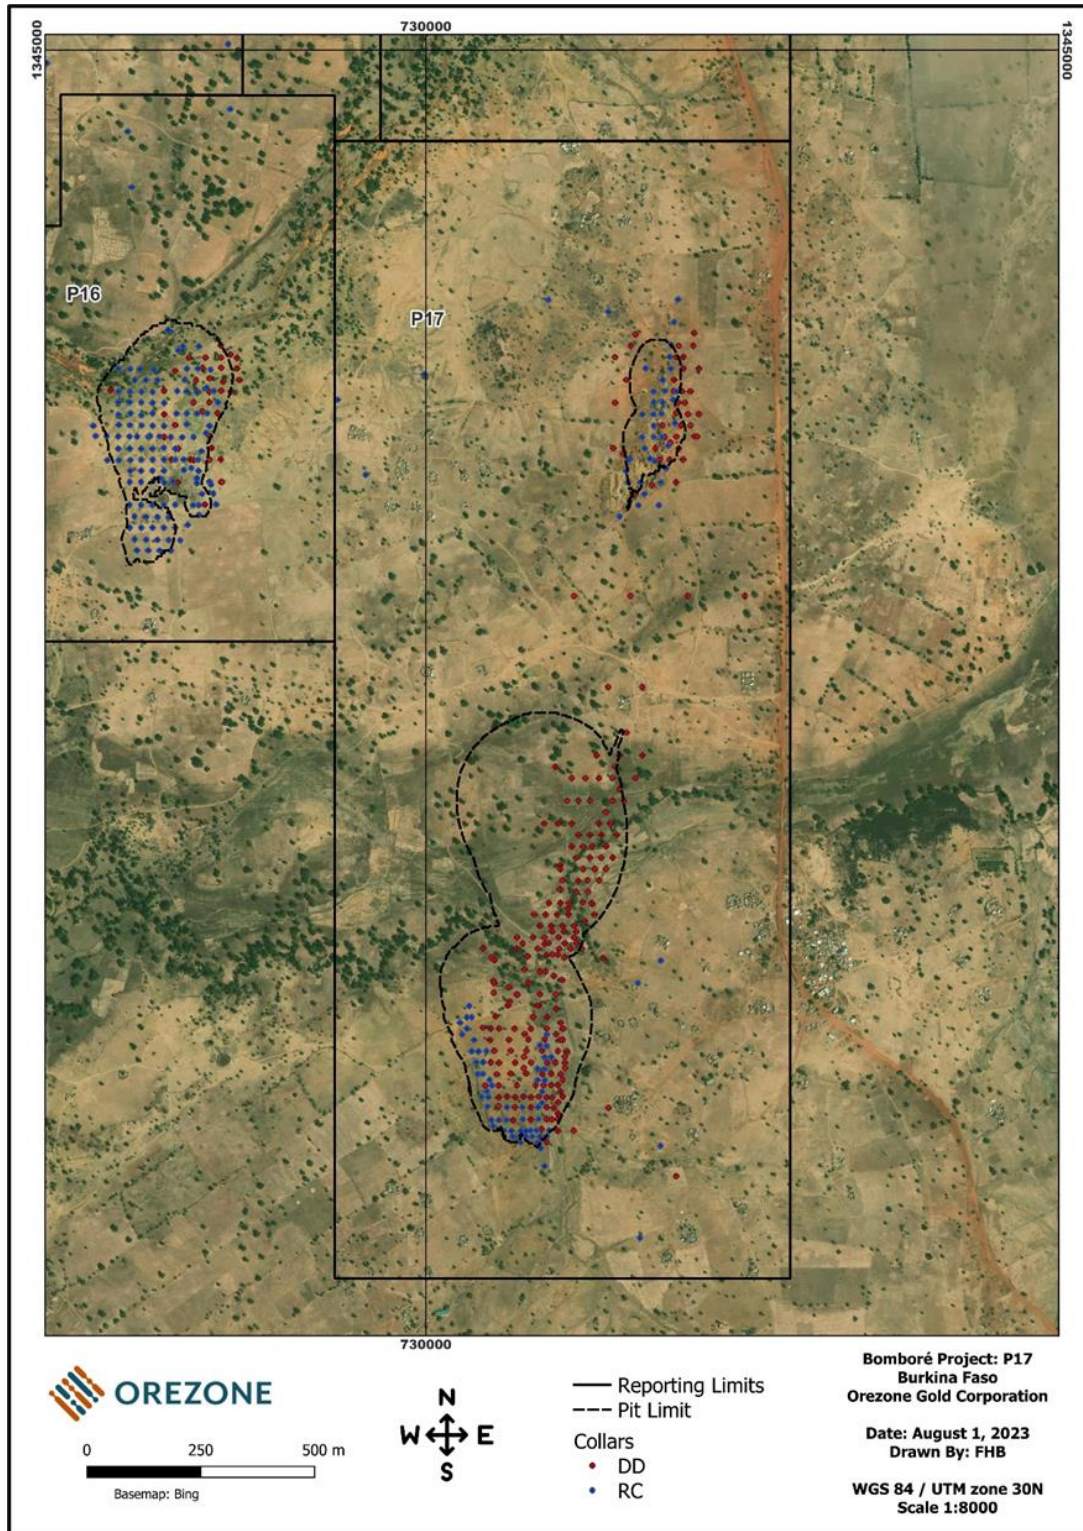 730000
1345000
1345000
P16
P17
730000
OREZONE
0 250 500 m
Basemap: Bing
N
W E
S
Reporting Limits
Pit Limit
Collars
DD
RC
Bomboré Project: P17
Burkina Faso
Orezone Gold Corporation
Date: August 1, 2023
Drawn By: FHB
WGS 84 / UTM zone 30N
Scale 1:8000